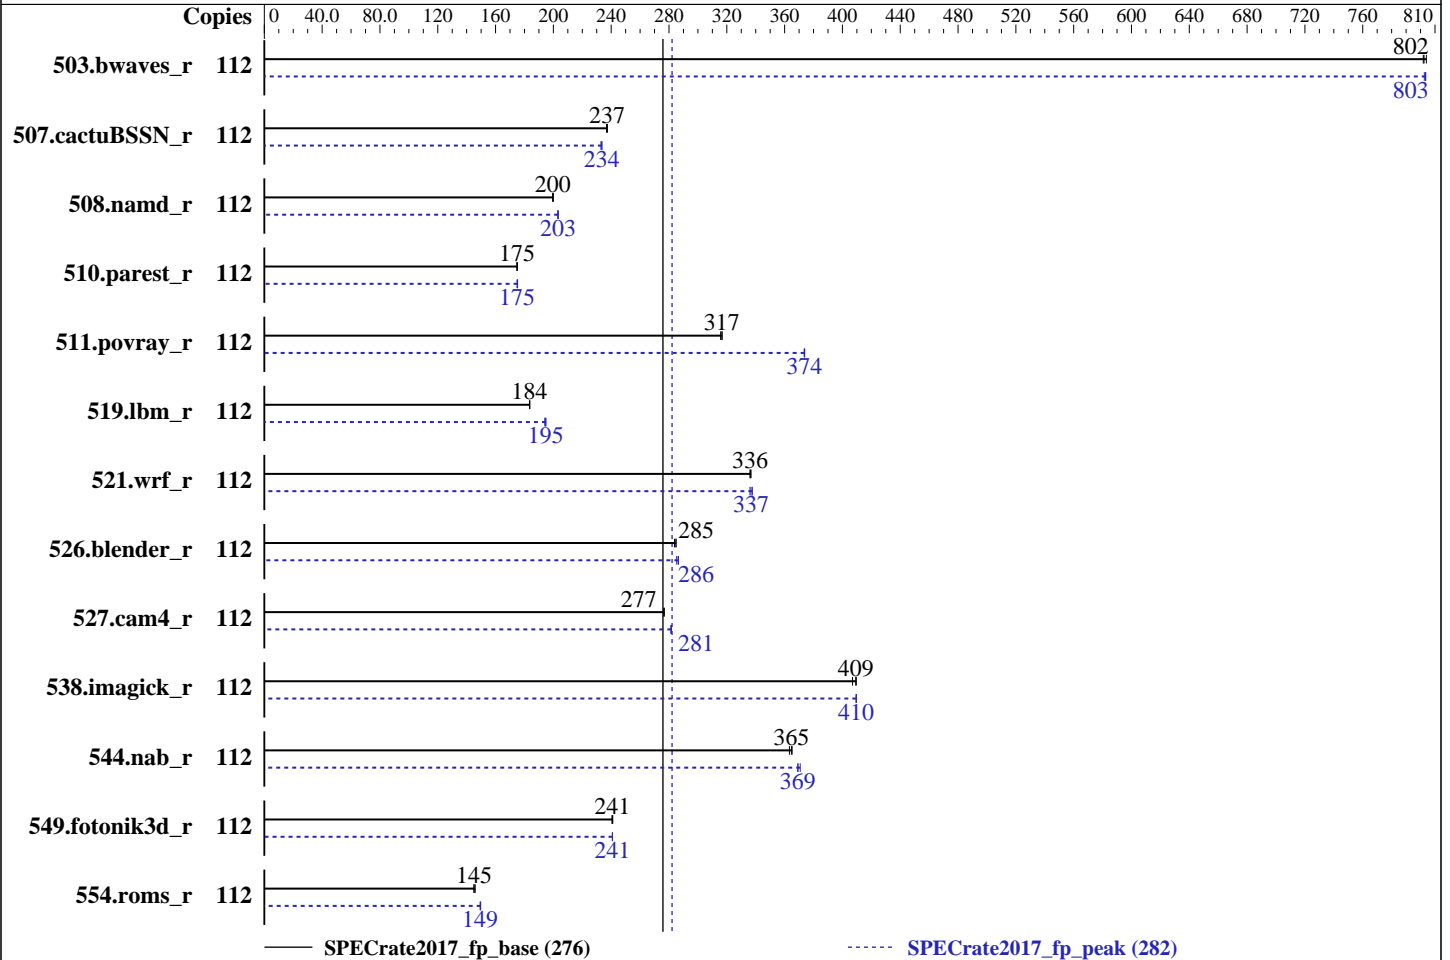 Copies 0 40.0 80.0 120 160 200 240 280 320 360 400 440 480 520 560 600 640 680 720 760 810
503.bwaves_r 112 802
803
507.cactuBSSN_r 112 237
234
508.namd_r 112 200
203
510.parest_r 112 175
175
511.povray_r 112 317
374
519.lbm_r 112 184
195
521.wrf_r 112 336
337
526.blender_r 112 285
286
527.cam4_r 112 277
281
538.imagick_r 112 409
410
544.nab_r 112 365
369
549.fotonik3d_r 112 241
241
554.roms_r 112 145
149
SPECrate2017_fp_base (276) SPECrate2017_fp_peak (282)